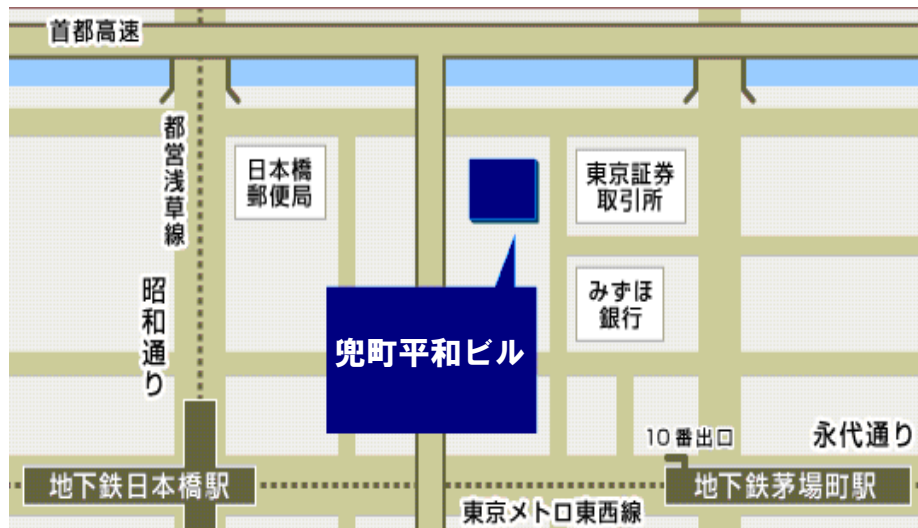 首都高速
都営浅草線
日本橋
郵便局
東京証券
取引所
昭和通り
みずほ
銀行
兜町平和ビル
10番出口
永代通り
地下鉄日本橋駅
地下鉄茅場町駅
東京メトロ東西線